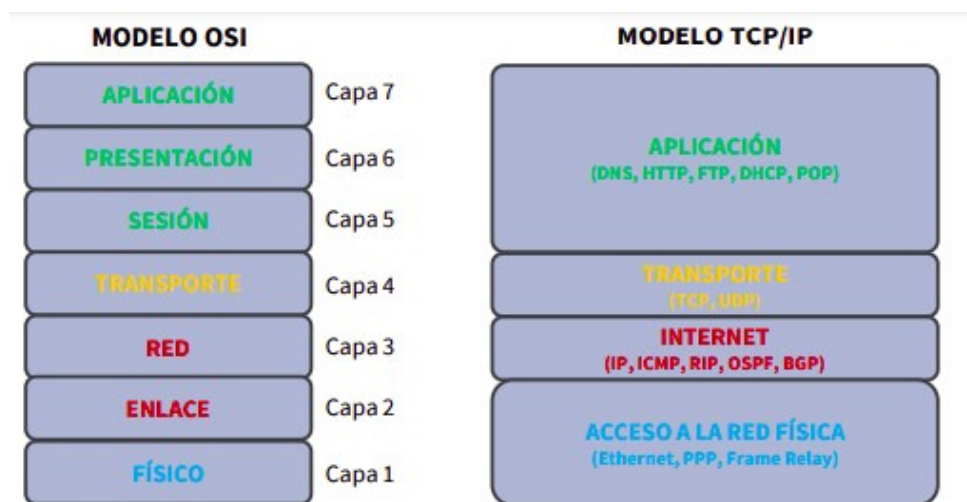 MODELO OSI
APLICACIÓN
Capa 7
PRESENTACIÓN
Capa 6
SESIÓN
Capa 5
TRANSPORTE
Capa 4
RED
Capa 3
ENLACE
Capa 2
FÍSICO
Capa 1
MODELO TCP/IP
APLICACIÓN
(DNS, HTTP, FTP, DHCP, POP)
TRANSPORTE
(TCP, UDP)
INTERNET
(IP, ICMP, RIP, OSPF, BGP)
ACCESO A LA RED FÍSICA
(Ethernet, PPP, Frame Relay)